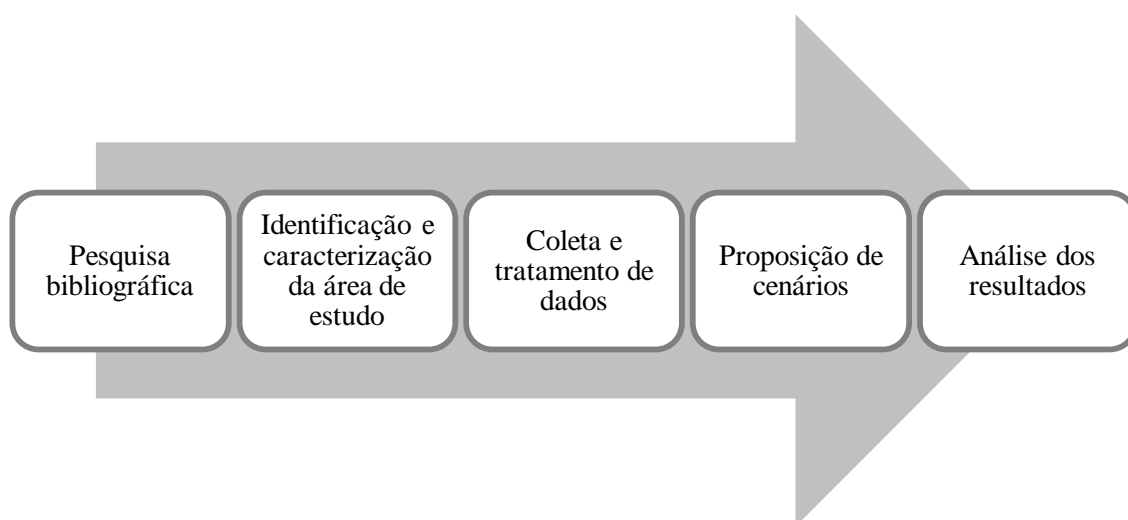 Pesquisa
bibliográfica
Identificação e
caracterização
da área de
estudo
Coleta e
tratamento de
dados
Proposição de
cenários
Análise dos
resultados